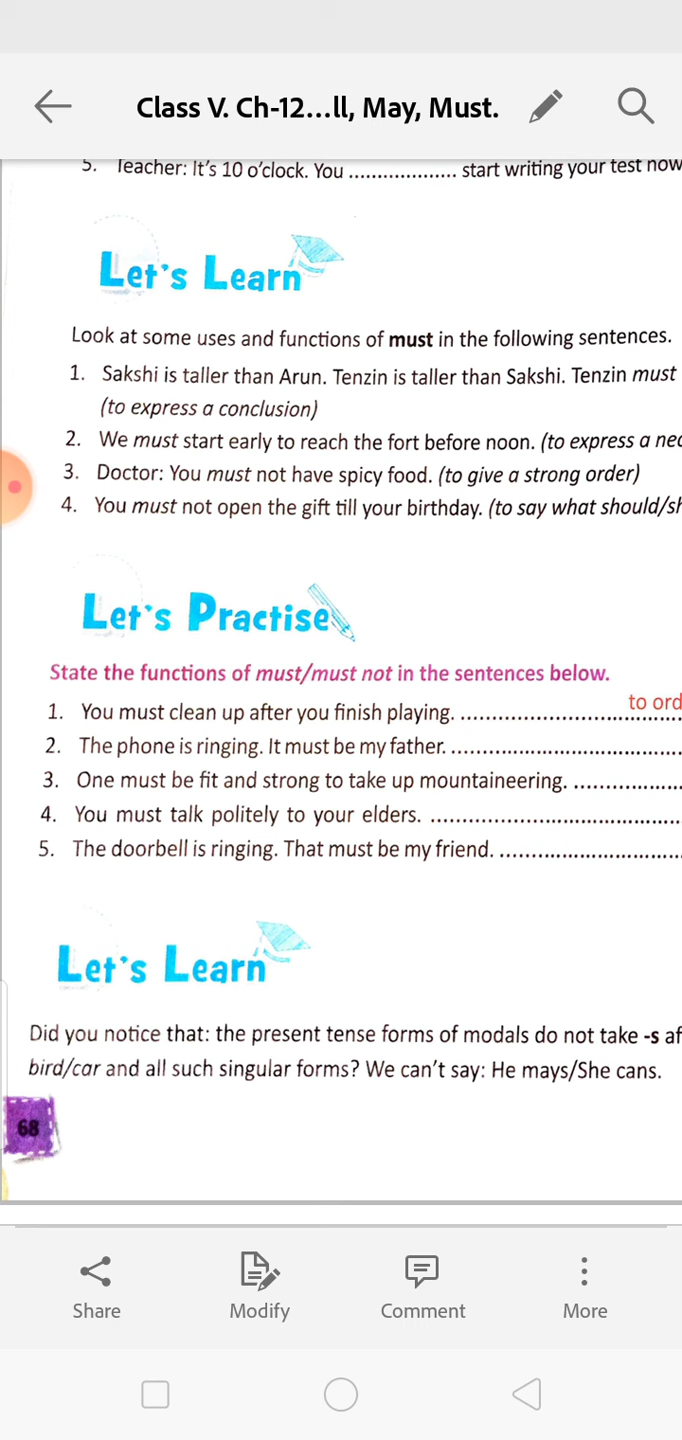 Class V. Ch-12...ll, May, Must.
5. Teacher: It's 10 o'clock. You ................... start writing your test now
Let's Learn
Look at some uses and functions of must in the following sentences.
1. Sakshi is taller than Arun. Tenzin is taller than Sakshi. Tenzin must
(to express a conclusion)
2. We must start early to reach the fort before noon. (to express a
3. Doctor: You must not have spicy food. (to give a strong order)
4. You must not open the gift till your birthday. (to say what should/
Let's Practise
State the functions of must/must not in the sentences below.
to ord
1. You must clean up after you finish playing. .......................................
2. The phone is ringing. It must be my father. .......................................
3. One must be fit and strong to take up mountaineering. ..................
4. You must talk politely to your elders. ..........................................
5. The doorbell is ringing. That must be my friend. ...............................
Let's Learn
Did you notice that: the present tense forms of modals do not take -s af
bird/car and all such singular forms? We can't say: He mays/She cans.
68
Share Modify Comment More